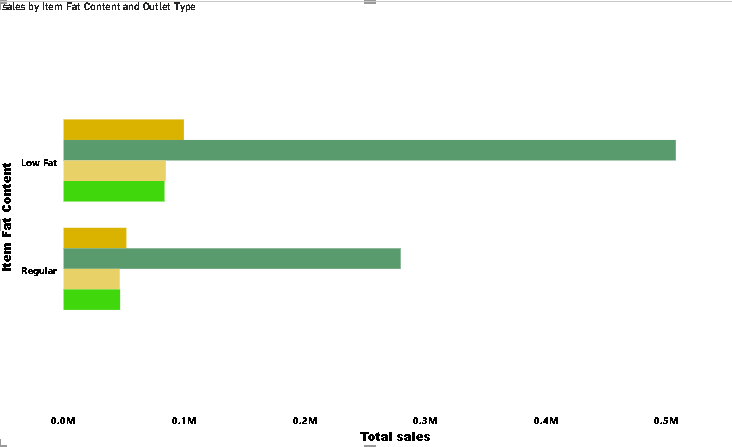 sales by Item Fat Content and Outlet Type
Item Fat Content
Low Fat
Regular
0.0M 0.1M 0.2M 0.3M 0.4M 0.5M
Total sales